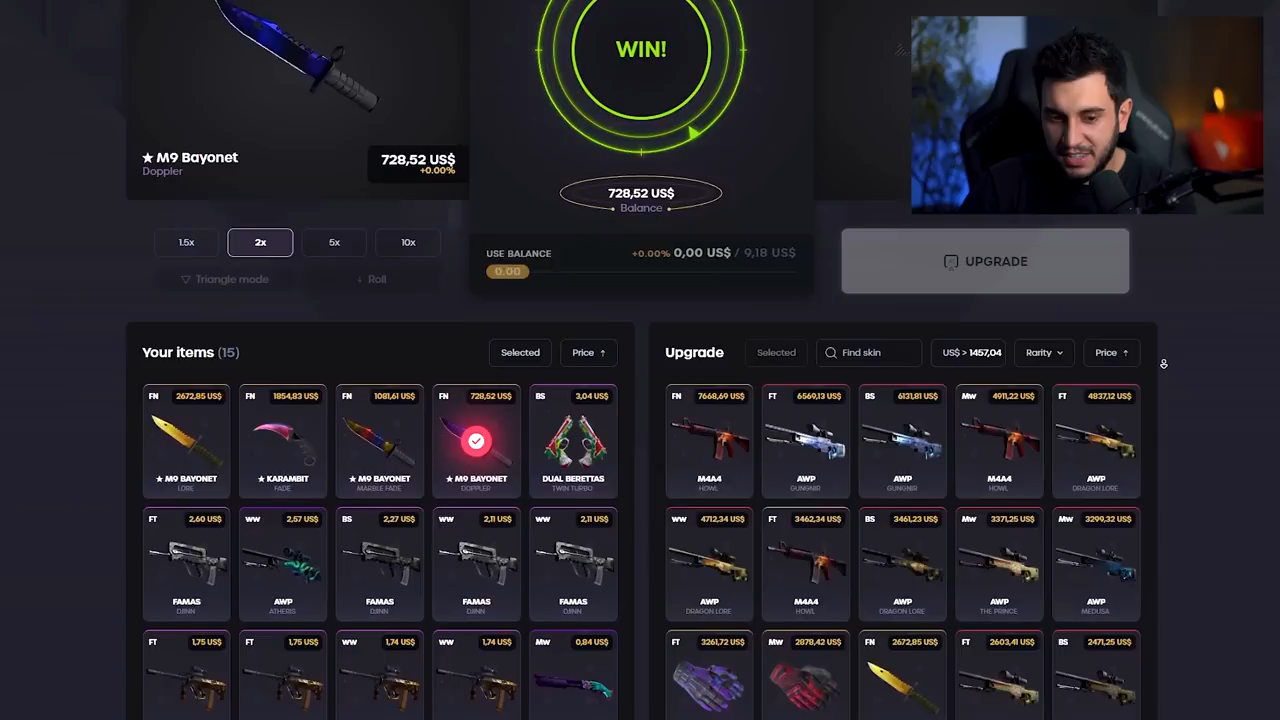 WIN!
★ M9 Bayonet
Doppler
728,52 US$
+0.00%
728,52 US$
Balance
1.5x
2x
5x
10x
Triangle mode
Roll
USE BALANCE
+0.00% 0,00 US$ / 9,18 US$
0.00
UPGRADE
Your items (15)
Selected
Price ↑
FN 2672,85 US$
★ M9 BAYONET
LORE
FN 1854,83 US$
★ KARAMBIT
FADE
FN 1081,61 US$
★ M9 BAYONET
MARBLE FADE
FN 728,52 US$
★ M9 BAYONET
DOPPLER
BS 3,04 US$
DUAL BERETTAS
TWIN TURBO
FT 2,60 US$
FAMAS
DJINN
WW 2,57 US$
AWP
ATHERIS
BS 2,27 US$
FAMAS
DJINN
WW 2,11 US$
FAMAS
DJINN
WW 2,11 US$
FAMAS
DJINN
FT 1,75 US$
FT 1,75 US$
WW 1,74 US$
WW 1,74 US$
MW 0,84 US$
Upgrade
Selected
Find skin
US$ > 1457,04
Rarity
Price ↑
FN 7668,69 US$
M4A4
HOWL
FT 6569,13 US$
AWP
GUNGNIR
BS 6131,81 US$
AWP
GUNGNIR
MW 4911,22 US$
M4A4
HOWL
FT 4837,12 US$
AWP
DRAGON LORE
WW 4712,34 US$
AWP
DRAGON LORE
FT 3462,34 US$
M4A4
HOWL
BS 3461,23 US$
AWP
DRAGON LORE
MW 3371,25 US$
AWP
THE PRINCE
MW 3299,32 US$
AWP
MEDUSA
FT 3261,72 US$
MW 2878,42 US$
FN 2672,85 US$
FT 2603,41 US$
BS 2471,25 US$